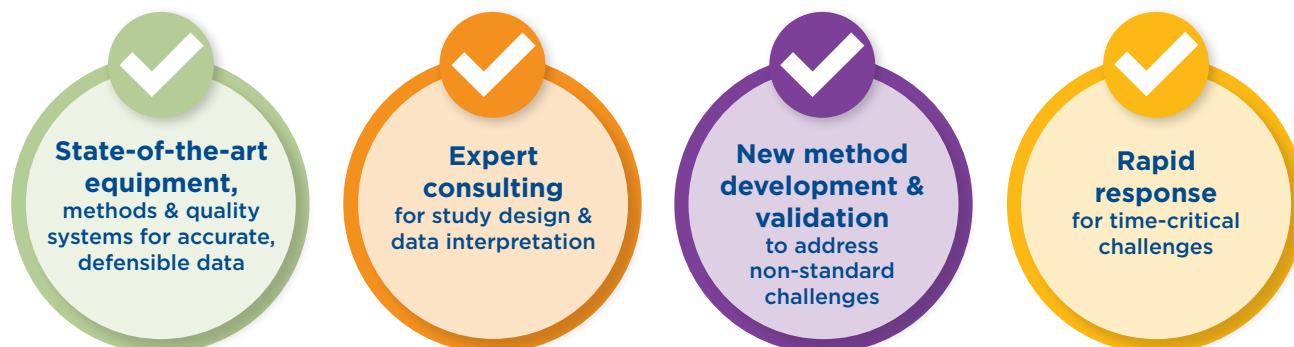 State-of-the-art
equipment,
methods & quality
systems for accurate,
defensible data
Expert
consulting
for study design &
data interpretation
New method
development &
validation
to address
non-standard
challenges
Rapid
response
for time-critical
challenges